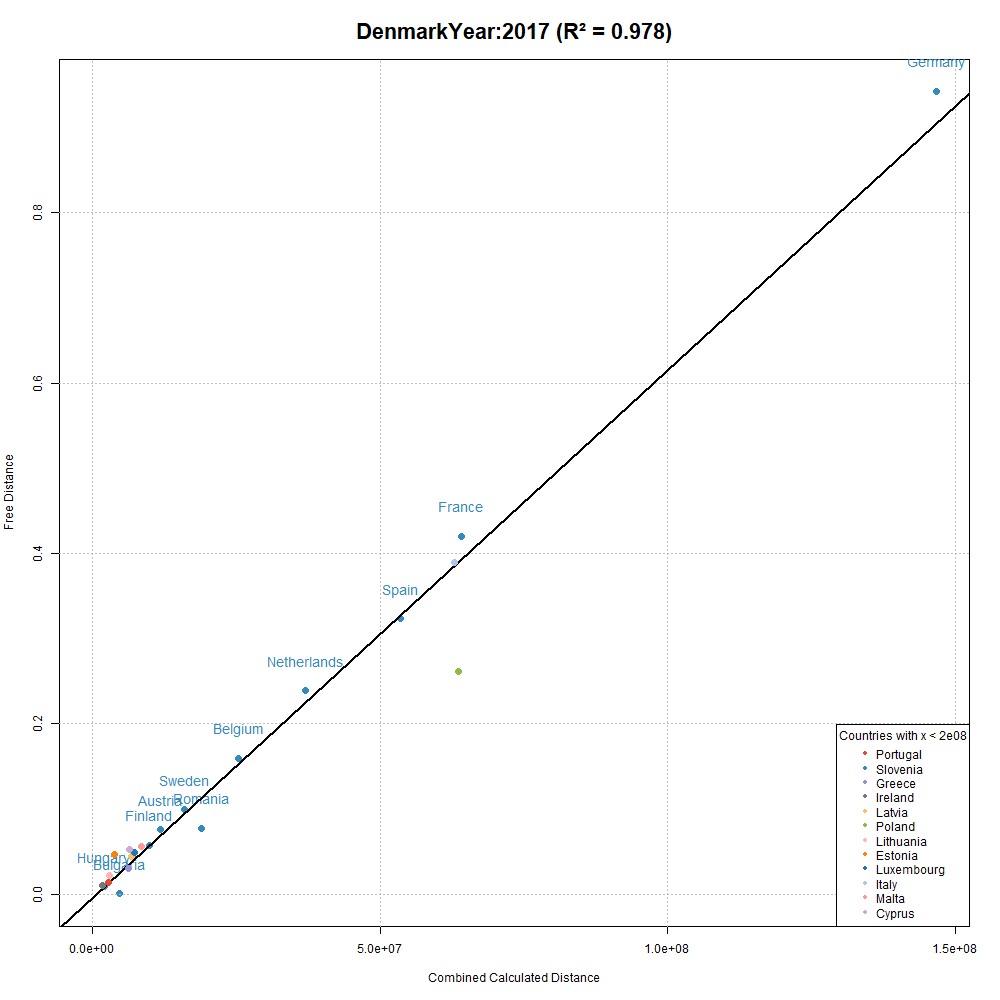 DenmarkYear:2017 (R² = 0.978)
Germany
0.8
0.6
France
0.4
Spain
Netherlands
Belgium
0.2
Sweden
Austria
Romania
Finland
Hungary
Bulgaria
0.0
Free Distance
Countries with x < 2e08
Portugal
Slovenia
Greece
Ireland
Latvia
Poland
Lithuania
Estonia
Luxembourg
Italy
Malta
Cyprus
0.0e+00 5.0e+07 1.0e+08 1.5e+08
Combined Calculated Distance